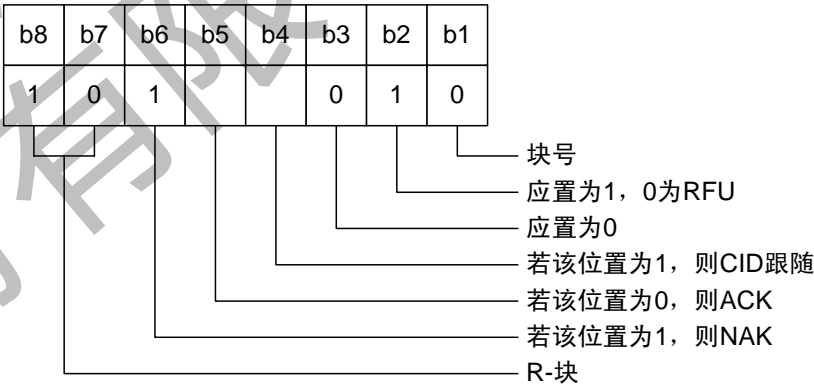 b8 b7 b6 b5 b4 b3 b2 b1
1 0 1 0 1 0
块号
应置为1，0为RFU
应置为0
若该位置为1，则CID跟随
若该位置为0，则ACK
若该位置为1，则NAK
R-块
有限